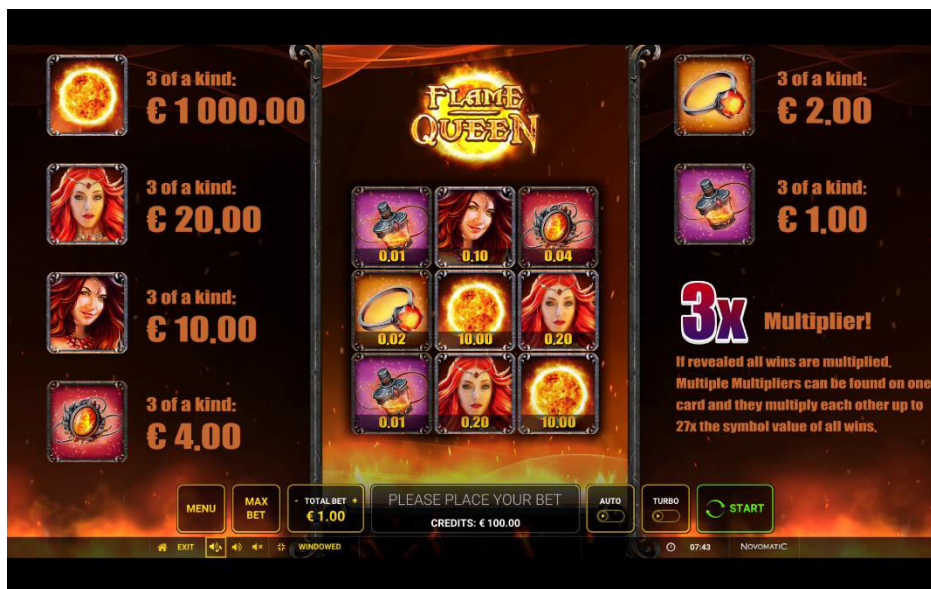 3 of a kind:
€ 1 000.00
3 of a kind:
€ 20.00
3 of a kind:
€ 10.00
3 of a kind:
€ 4.00
FLAME
QUEEN
0.01 0.10 0.04
0.02 10.00 0.20
0.01 0.20 10.00
3 of a kind:
€ 2.00
3 of a kind:
€ 1.00
3x Multiplier!
If revealed all wins are multiplied.
Multiple Multipliers can be found on one
card and they multiply each other up to
27x the symbol value of all wins.
MENU
MAX
BET
- TOTAL BET +
€ 1.00
PLEASE PLACE YOUR BET
CREDITS: € 100.00
AUTO
TURBO
START
EXIT
A
WINDOWED
07:43
NOVOMATIC